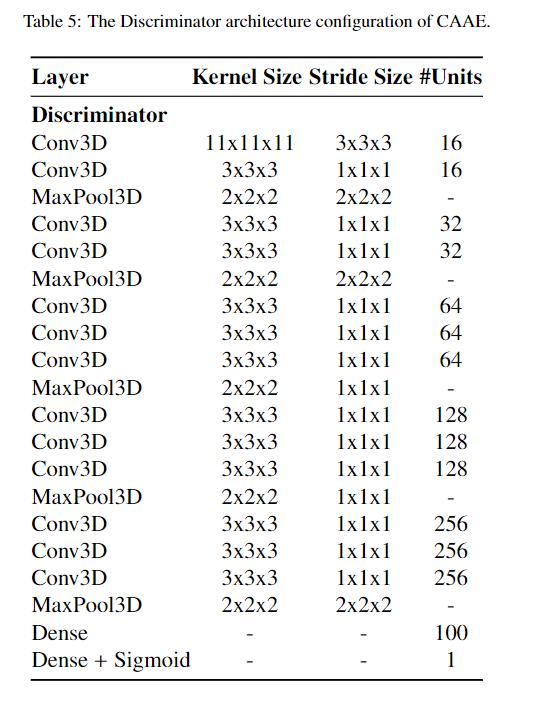 Table 5: The Discriminator architecture configuration of CAAE.
Layer Kernel Size Stride Size #Units
Discriminator
Conv3D 11x11x11 3x3x3 16
Conv3D 3x3x3 1x1x1 16
MaxPool3D 2x2x2 2x2x2 -
Conv3D 3x3x3 1x1x1 32
Conv3D 3x3x3 1x1x1 32
MaxPool3D 2x2x2 2x2x2 -
Conv3D 3x3x3 1x1x1 64
Conv3D 3x3x3 1x1x1 64
Conv3D 3x3x3 1x1x1 64
MaxPool3D 2x2x2 1x1x1 -
Conv3D 3x3x3 1x1x1 128
Conv3D 3x3x3 1x1x1 128
Conv3D 3x3x3 1x1x1 128
MaxPool3D 2x2x2 1x1x1 -
Conv3D 3x3x3 1x1x1 256
Conv3D 3x3x3 1x1x1 256
Conv3D 3x3x3 1x1x1 256
MaxPool3D 2x2x2 2x2x2 -
Dense - - 100
Dense + Sigmoid - - 1